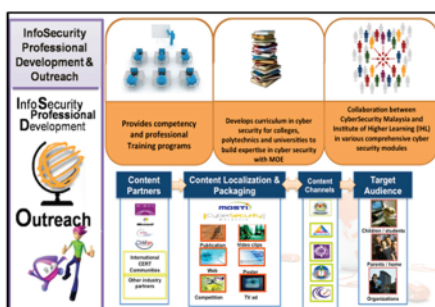 InfoSecurity
Professional
Development &
Outreach
InfoSecurity
Professional
Development
Outreach
Provides competency
and professional
Training programs
Develops curriculum in cyber
security for colleges,
polytechnics and universities to
build expertise in cyber security
with MOE
Collaboration between
CyberSecurity Malaysia and
Institute of Higher Learning (IHL)
in various comprehensive cyber
security modules
Content
Partners
Content Localization &
Packaging
Content
Channels
Target
Audience
International
CERT
Communities
Other industry
partners
MOSTI
CyberSecurity
Publication
Video clips
Web
Poster
Competition
TV ad
Children / students
Parents / home
Organizations